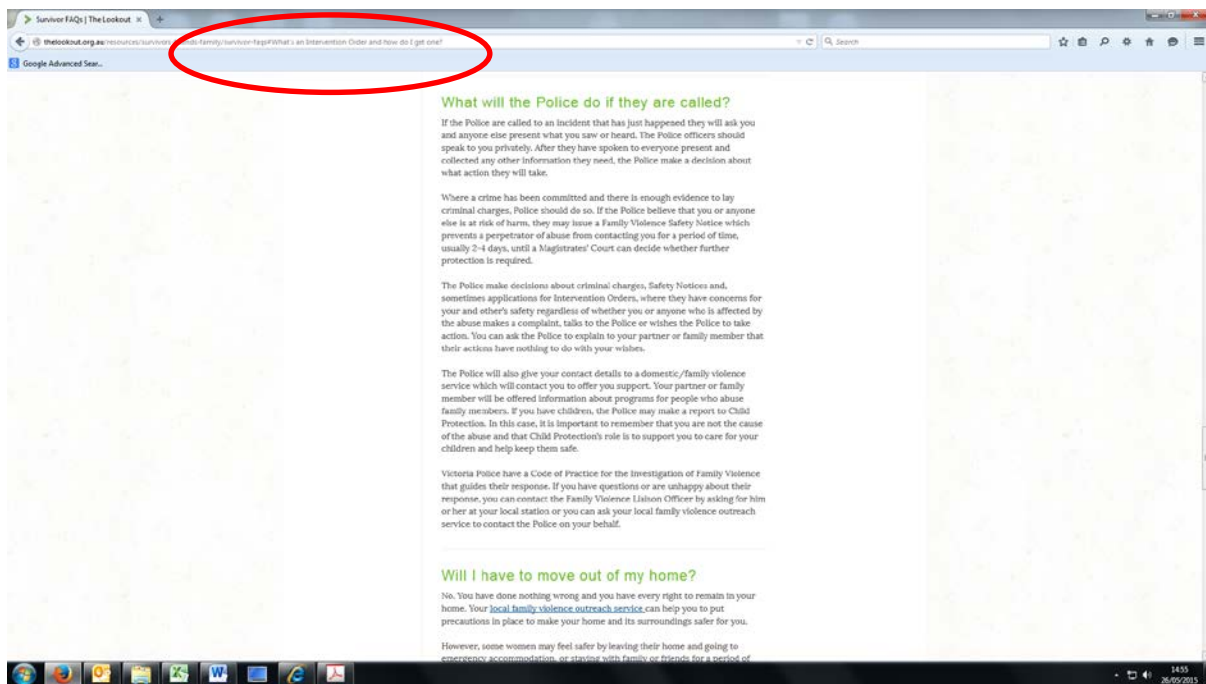 Survivor FAQs | The Lookout
thelookout.org.au/resources/survivors-friends-family/survivor-faqs#What's an Intervention Order and how do I get one?
Search
Google Advanced Sear...
What will the Police do if they are called?
If the Police are called to an incident that has just happened they will ask you
and anyone else present what you saw or heard. The Police officers should
speak to you privately. After they have spoken to everyone present and
collected any other information they need, the Police make a decision about
what action they will take.
Where a crime has been committed and there is enough evidence to lay
criminal charges, Police should do so. If the Police believe that you or anyone
else is at risk of harm, they may issue a Family Violence Safety Notice which
prevents a perpetrator of abuse from contacting you for a period of time,
usually 2-4 days, until a Magistrates' Court can decide whether further
protection is required.
The Police make decisions about criminal charges, Safety Notices and,
sometimes applications for Intervention Orders, where they have concerns for
your and other's safety regardless of whether you or anyone who is affected by
the abuse makes a complaint, talks to the Police or wishes the Police to take
action. You can ask the Police to explain to your partner or family member that
their actions have nothing to do with your wishes.
The Police will also give your contact details to a domestic/family violence
service which will contact you to offer you support. Your partner or family
member will be offered information about programs for people who abuse
family members. If you have children, the Police may make a report to Child
Protection. In this case, it is important to remember that you are not the cause
of the abuse and that Child Protection's role is to support you to care for your
children and help keep them safe.
Victoria Police have a Code of Practice for the Investigation of Family Violence
that guides their response. If you have questions or are unhappy about their
response, you can contact the Family Violence Liaison Officer by asking for him
or her at your local station or you can ask your local family violence outreach
service to contact the Police on your behalf.
Will I have to move out of my home?
No. You have done nothing wrong and you have every right to remain in your
home. Your local family violence outreach service can help you to put
precautions in place to make your home and its surroundings safer for you.
However, some women may feel safer by leaving their home and going to
emergency accommodation, or staying with family or friends for a period of
14:55
26/05/2015